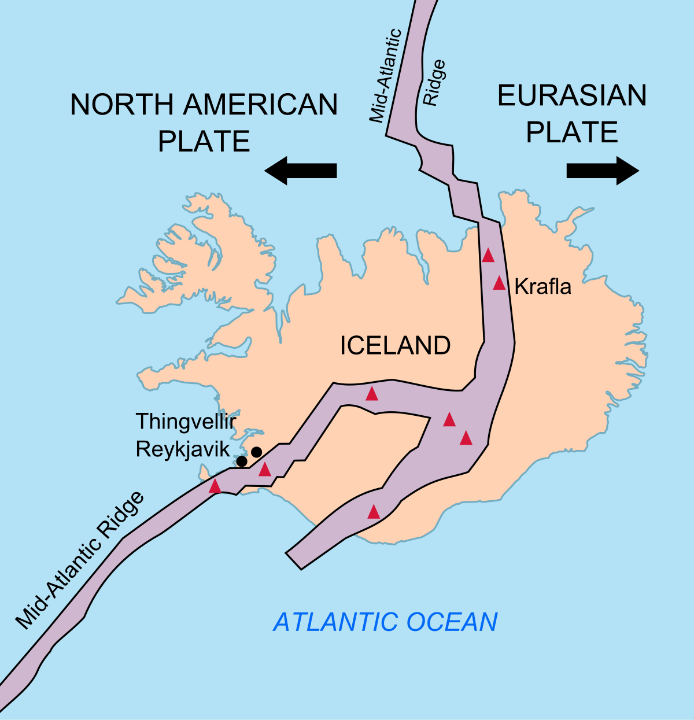 Mid-Atlantic
Ridge
NORTH AMERICAN
PLATE
EURASIAN
PLATE
Krafla
ICELAND
Thingvellir
Reykjavik
Mid-Atlantic Ridge
ATLANTIC OCEAN